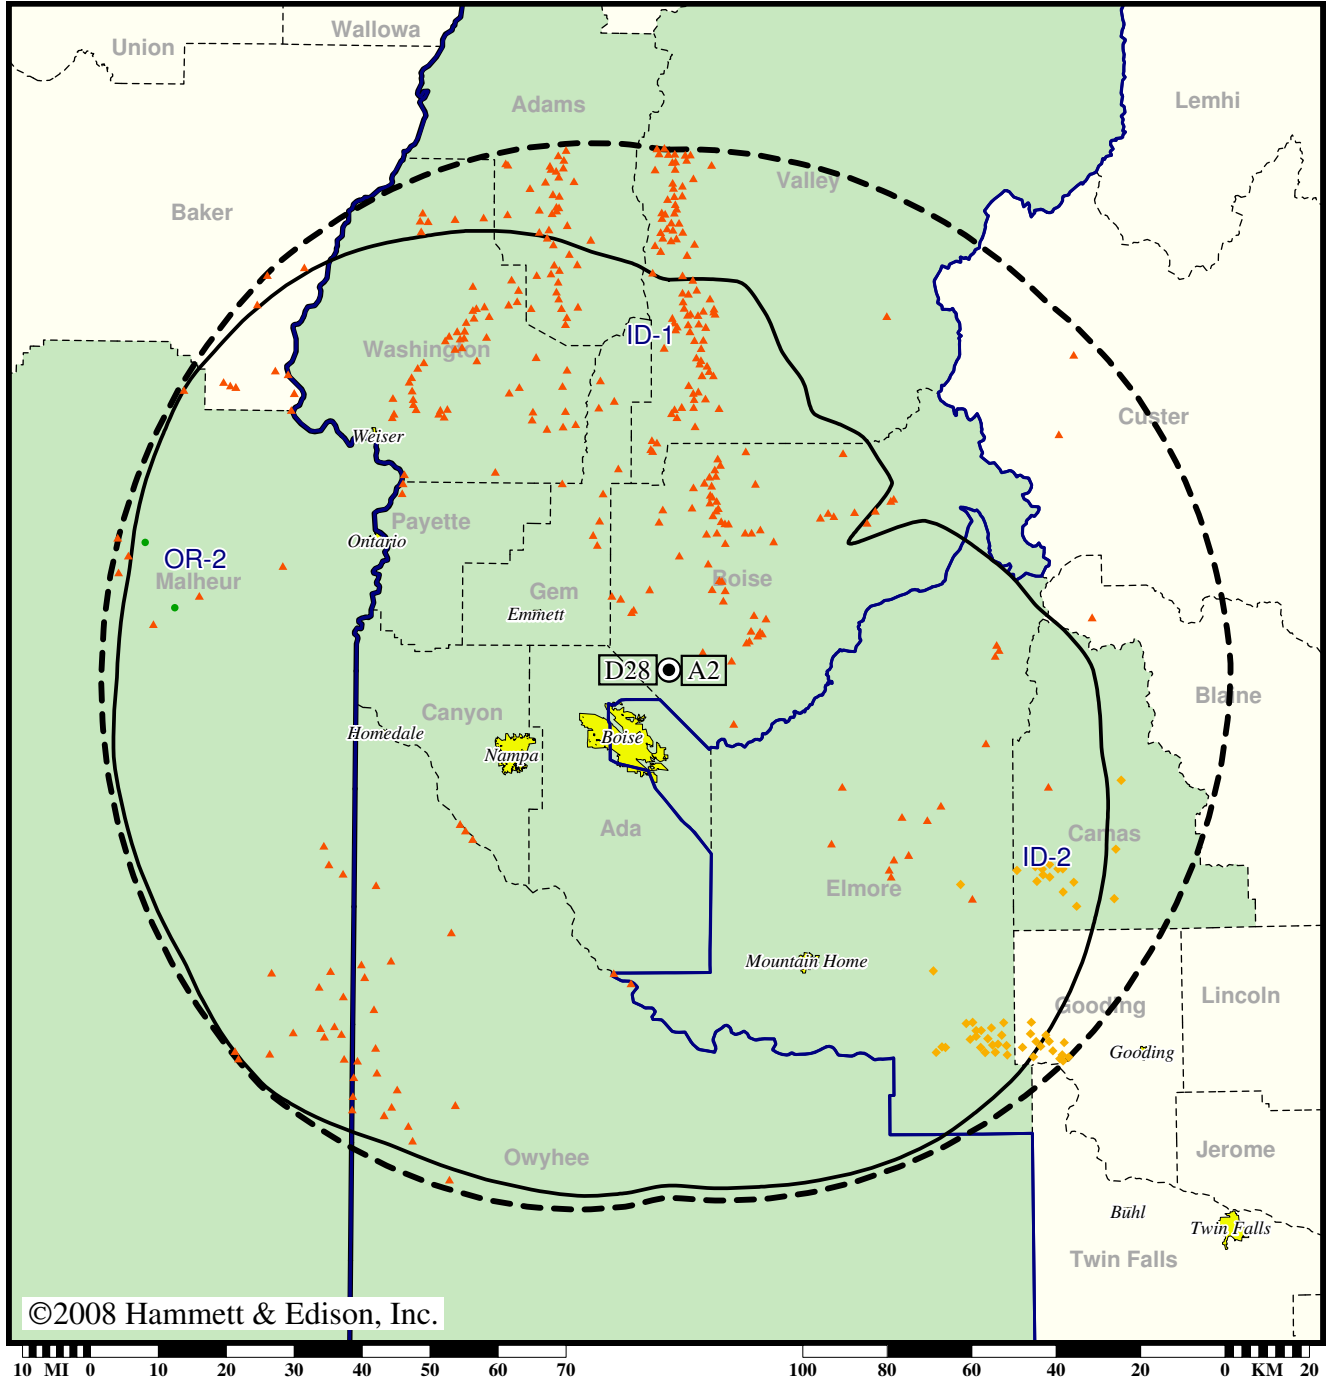 Wallowa
Union
Adams
Lemhi
Valley
Baker
ID-1
Washington
Custer
Weiser
Payette
Ontario
OR-2
Malheur
Boise
Gem
Emmett
D28
A2
Blaine
Canyon
Homedale
Boise
Nampa
Ada
Camas
ID-2
Elmore
Mountain Home
Lincoln
Gooding
Gooding
Jerome
Owyhee
Buhl
Twin Falls
Twin Falls
©2008 Hammett & Edison, Inc.
10 MI 0 10 20 30 40 50 60 70 100 80 60 40 20 0 KM 20